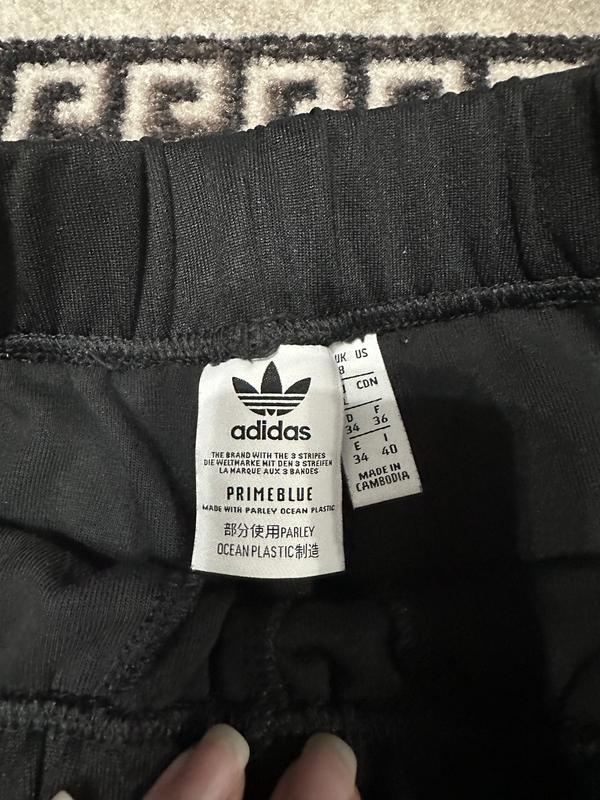 adidas
THE BRAND WITH THE 3 STRIPES
DIE WELTMARKE MIT DEN 3 STREIFEN
LA MARQUE AUX 3 BANDES
PRIMEBLUE
MADE WITH PARLEY OCEAN PLASTIC
部分使用PARLEY
OCEAN PLASTIC制造
UK US
8
CDN
D F
34 36
E I
34 40
MADE IN
CAMBODIA